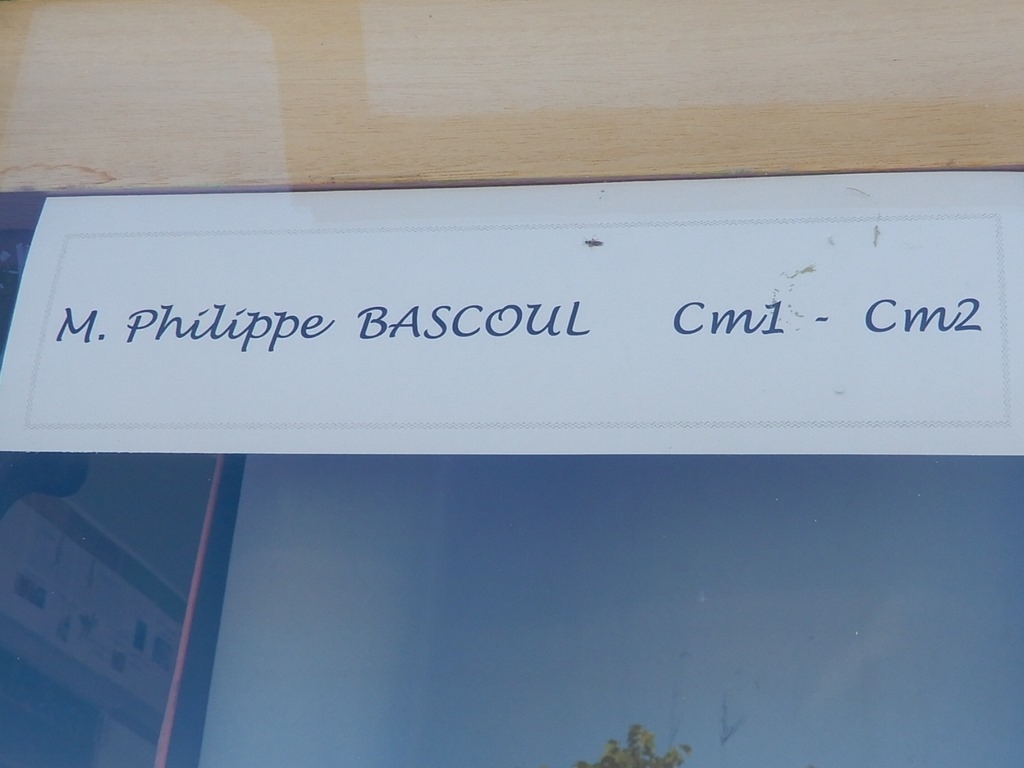 M. Philippe BASCOUL Cm1 - Cm2